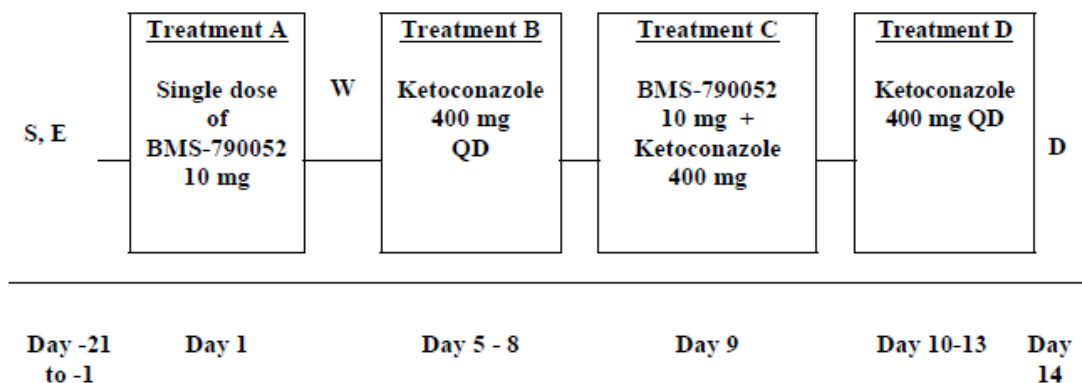 Treatment A
Single dose
of
BMS-790052
10 mg
Treatment B
Ketoconazole
400 mg
QD
Treatment C
BMS-790052
10 mg +
Ketoconazole
400 mg
Treatment D
Ketoconazole
400 mg QD
S, E
W
D
Day -21
to -1
Day 1
Day 5 - 8
Day 9
Day 10-13
Day
14